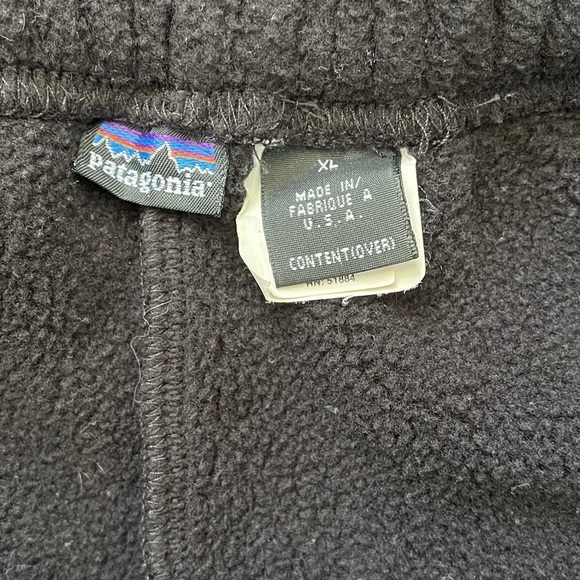 patagonia
XL
MADE IN/
FABRIQUE A
U.S.A.
CONTENT(OVER)
RN: 51884